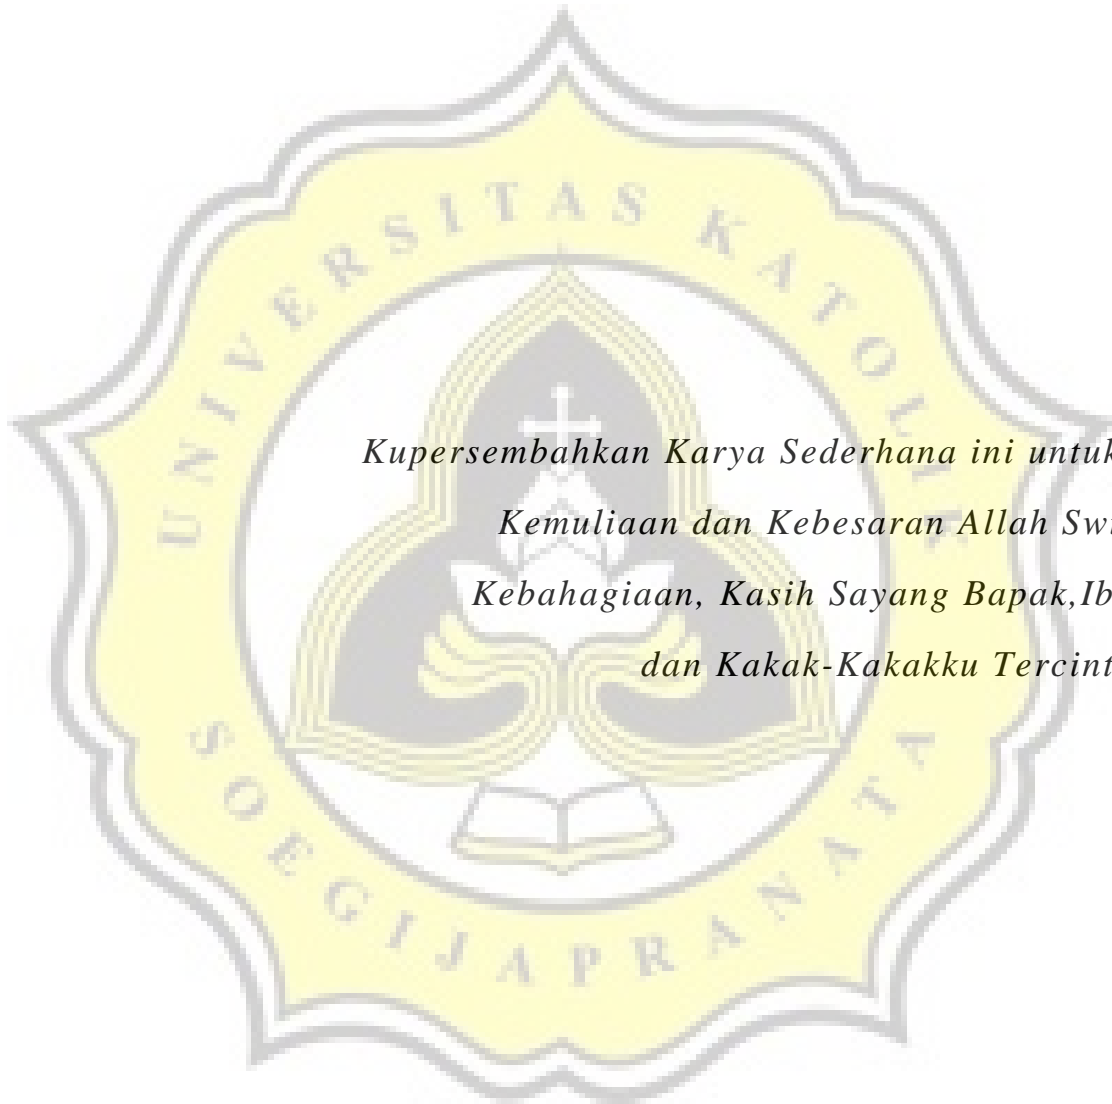 UNIVERSITAS KATOLIK
Kupersembahkan Karya Sederhana ini untuk
Kemuliaan dan Kebesaran Allah
Kebahagiaan, Kasih Sayang Bapak,
dan Kakak-Kakakku
SOEGIJAPRANATA